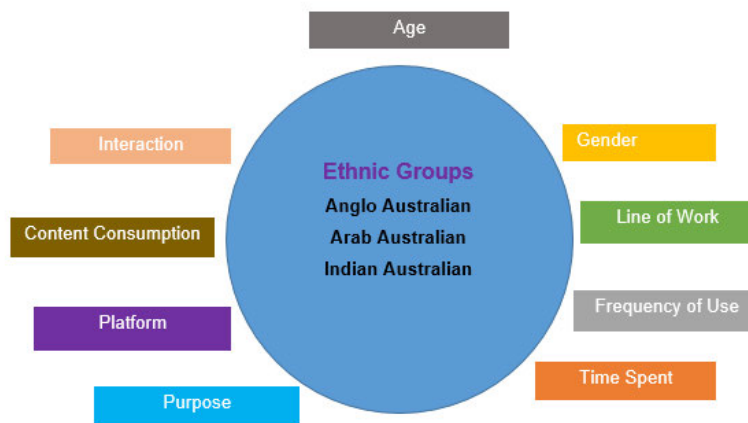 Age
Interaction
Gender
Ethnic Groups
Anglo Australian
Arab Australian
Indian Australian
Line of Work
Content Consumption
Frequency of Use
Platform
Time Spent
Purpose